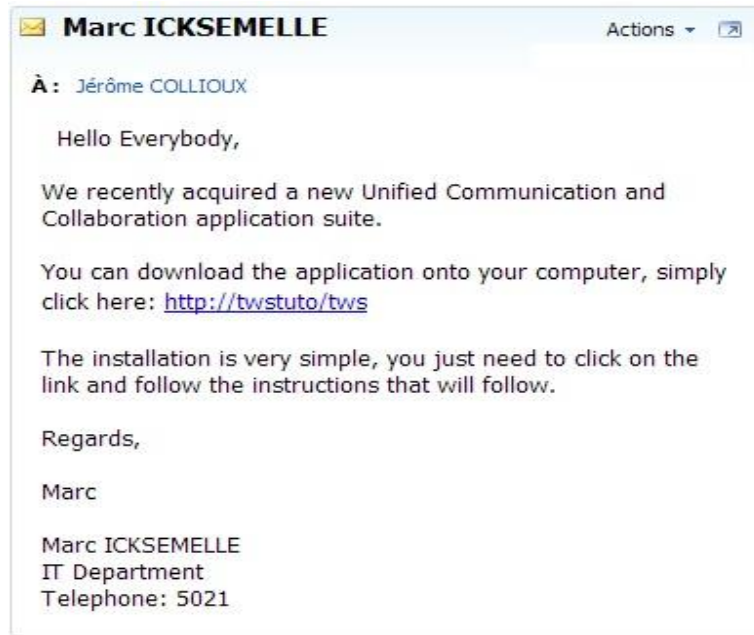 Marc ICKSEMELLE
Actions
À : Jérôme COLLIOUX
Hello Everybody,
We recently acquired a new Unified Communication and
Collaboration application suite.
You can download the application onto your computer, simply
click here: http://twstuto/tws
The installation is very simple, you just need to click on the
link and follow the instructions that will follow.
Regards,
Marc
Marc ICKSEMELLE
IT Department
Telephone: 5021